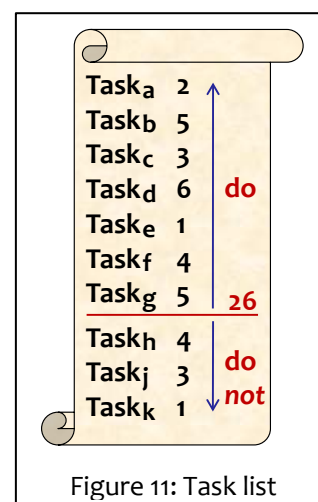 Taska 2
Taskb 5
Taskc 3
Taskd 6 do
Taske 1
Taskf 4
Taskg 5 26
Taskh 4
Taskj 3 do
Taskk 1 not
Figure 11: Task list